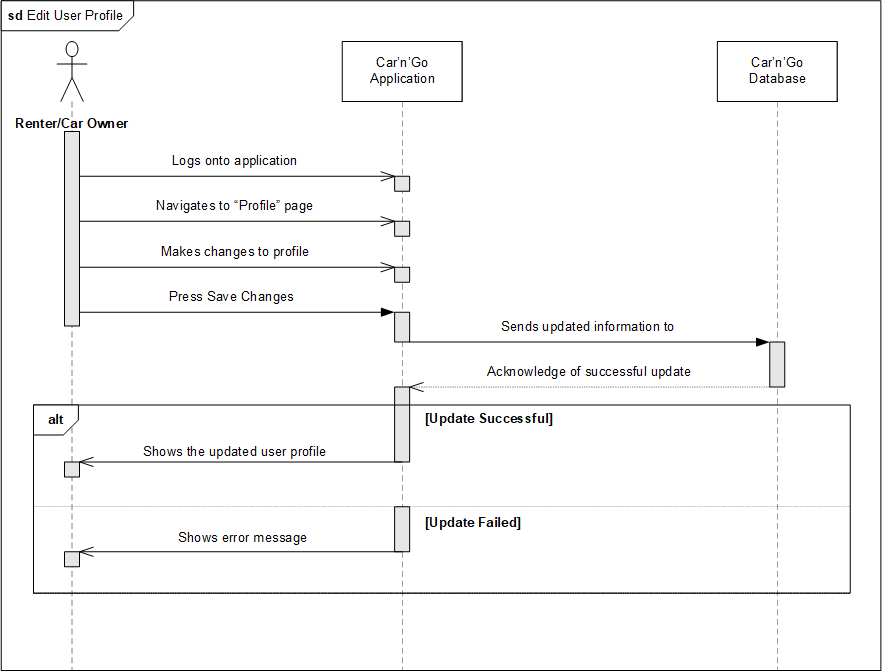 sd Edit User Profile
Car’n’Go
Application
Car’n’Go
Database
Renter/Car Owner
Logs onto application
Navigates to “Profile” page
Makes changes to profile
Press Save Changes
Sends updated information to
Acknowledge of successful update
alt
[Update Successful]
Shows the updated user profile
[Update Failed]
Shows error message